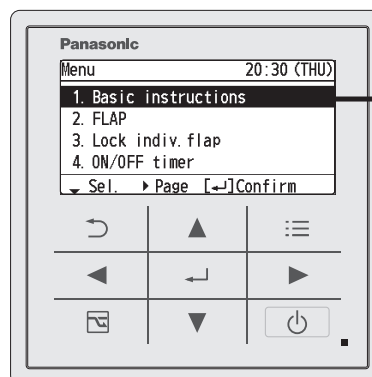 Panasonic
Menu 20:30 (THU)
1. Basic instructions
2. FLAP
3. Lock indiv. flap
4. ON/OFF timer
Sel. Page [↵]Confirm